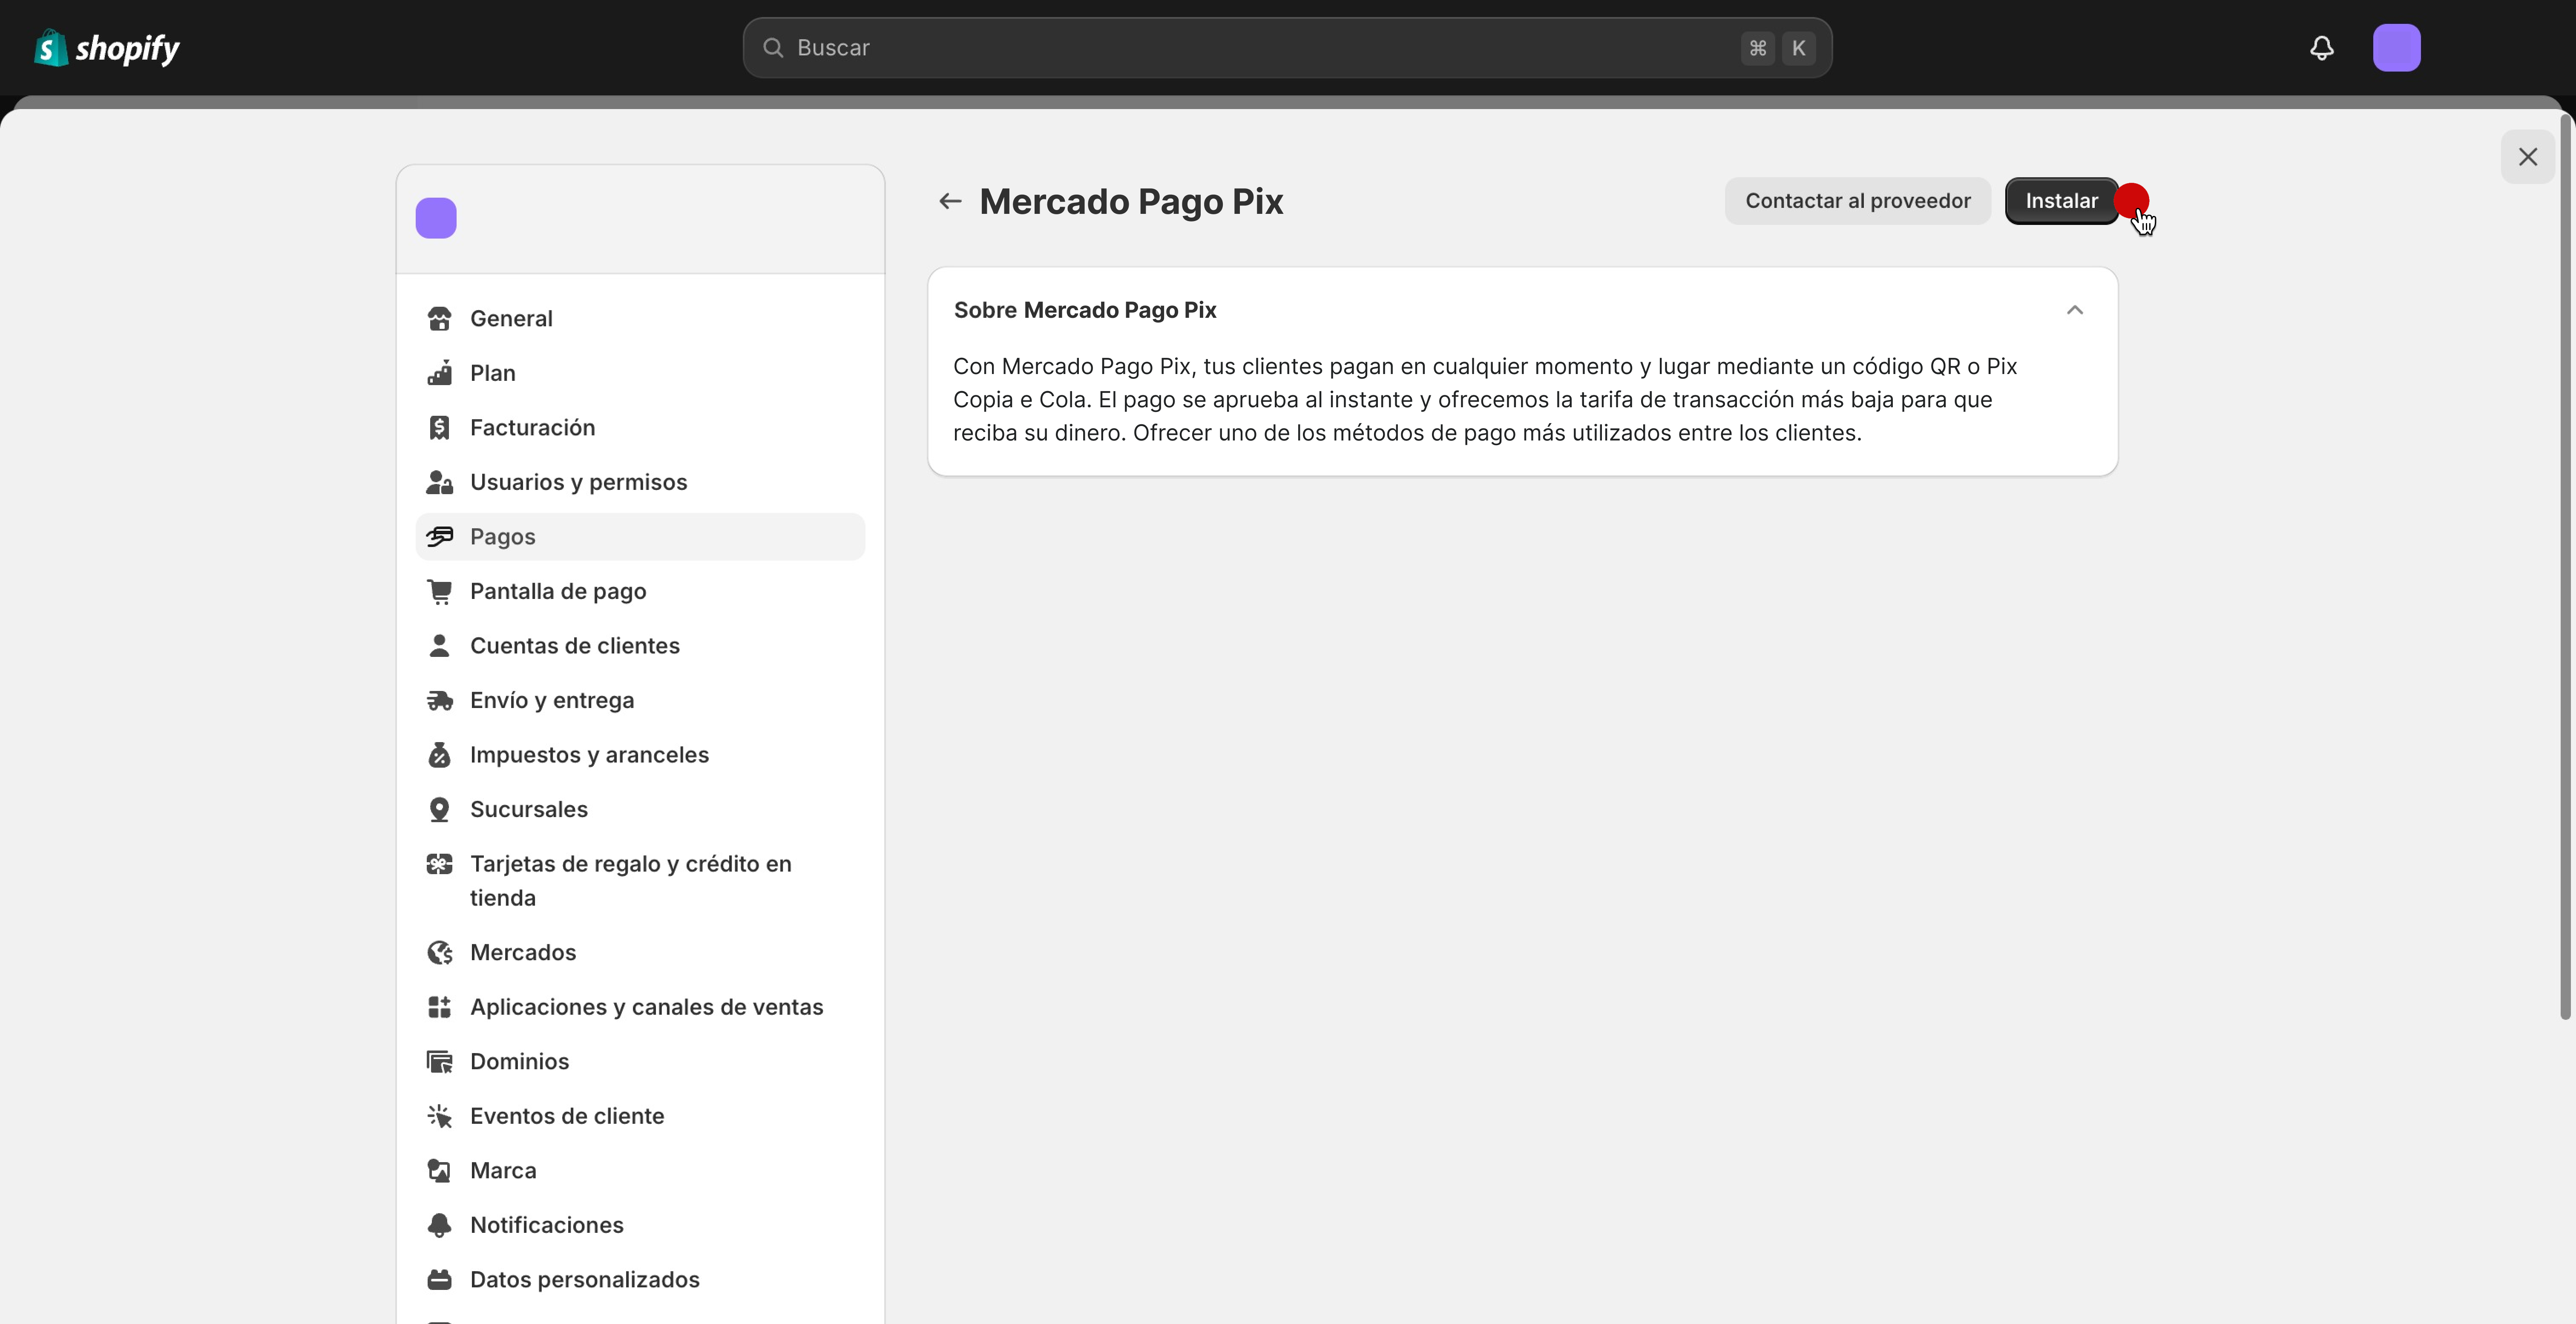 shopify
Buscar
⌘ K
Mercado Pago Pix
Contactar al proveedor
Instalar
General
Plan
Facturación
Usuarios y permisos
Pagos
Pantalla de pago
Cuentas de clientes
Envío y entrega
Impuestos y aranceles
Sucursales
Tarjetas de regalo y crédito en
tienda
Mercados
Aplicaciones y canales de ventas
Dominios
Eventos de cliente
Marca
Notificaciones
Datos personalizados
Sobre Mercado Pago Pix
Con Mercado Pago Pix, tus clientes pagan en cualquier momento y lugar mediante un código QR o Pix
Copia e Cola. El pago se aprueba al instante y ofrecemos la tarifa de transacción más baja para que
reciba su dinero. Ofrecer uno de los métodos de pago más utilizados entre los clientes.